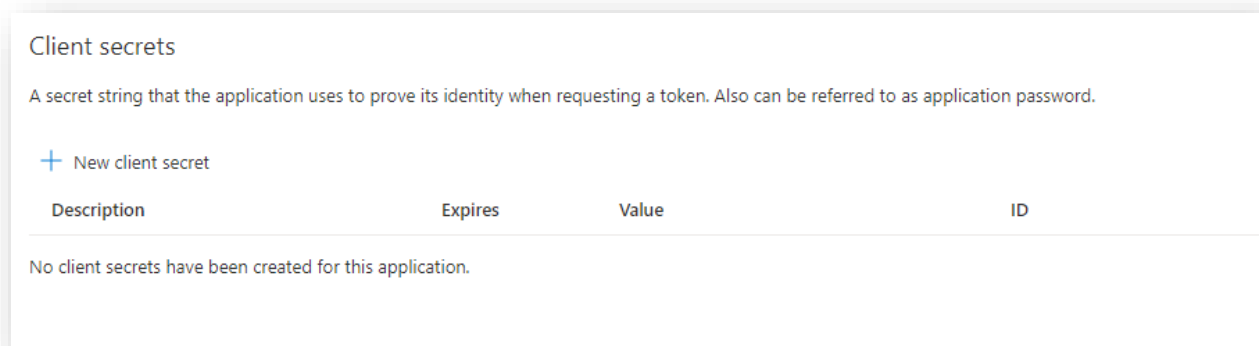 Client secrets
A secret string that the application uses to prove its identity when requesting a token. Also can be referred to as application password.
New client secret
Description Expires Value ID
No client secrets have been created for this application.